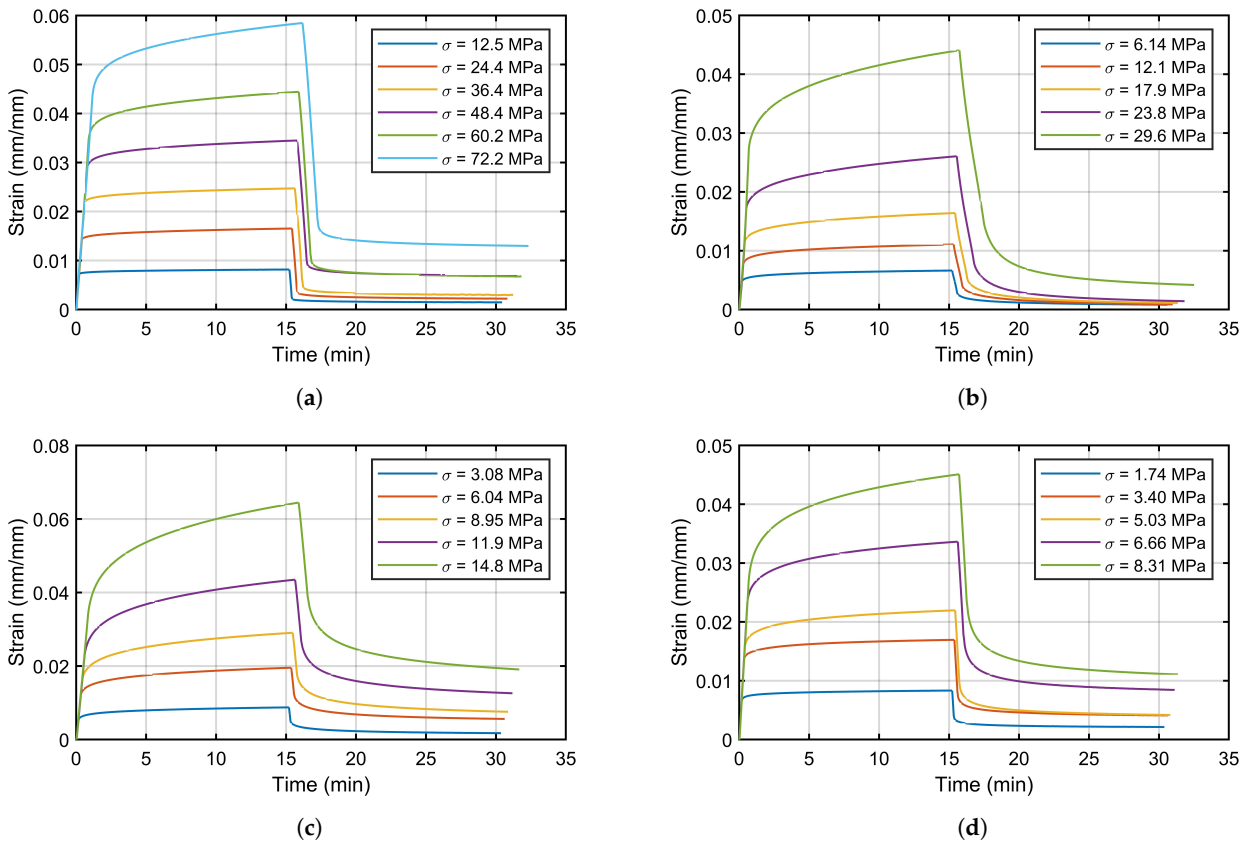 0.06
0.05
0.04
0.03
0.02
0.01
0
Strain (mm/mm)
0 5 10 15 20 25 30 35
Time (min)
σ = 12.5 MPa
σ = 24.4 MPa
σ = 36.4 MPa
σ = 48.4 MPa
σ = 60.2 MPa
σ = 72.2 MPa
(a)
0.05
0.04
0.03
0.02
0.01
0
Strain (mm/mm)
0 5 10 15 20 25 30 35
Time (min)
σ = 6.14 MPa
σ = 12.1 MPa
σ = 17.9 MPa
σ = 23.8 MPa
σ = 29.6 MPa
(b)
0.08
0.06
0.04
0.02
0
Strain (mm/mm)
0 5 10 15 20 25 30 35
Time (min)
σ = 3.08 MPa
σ = 6.04 MPa
σ = 8.95 MPa
σ = 11.9 MPa
σ = 14.8 MPa
(c)
0.05
0.04
0.03
0.02
0.01
0
Strain (mm/mm)
0 5 10 15 20 25 30 35
Time (min)
σ = 1.74 MPa
σ = 3.40 MPa
σ = 5.03 MPa
σ = 6.66 MPa
σ = 8.31 MPa
(d)